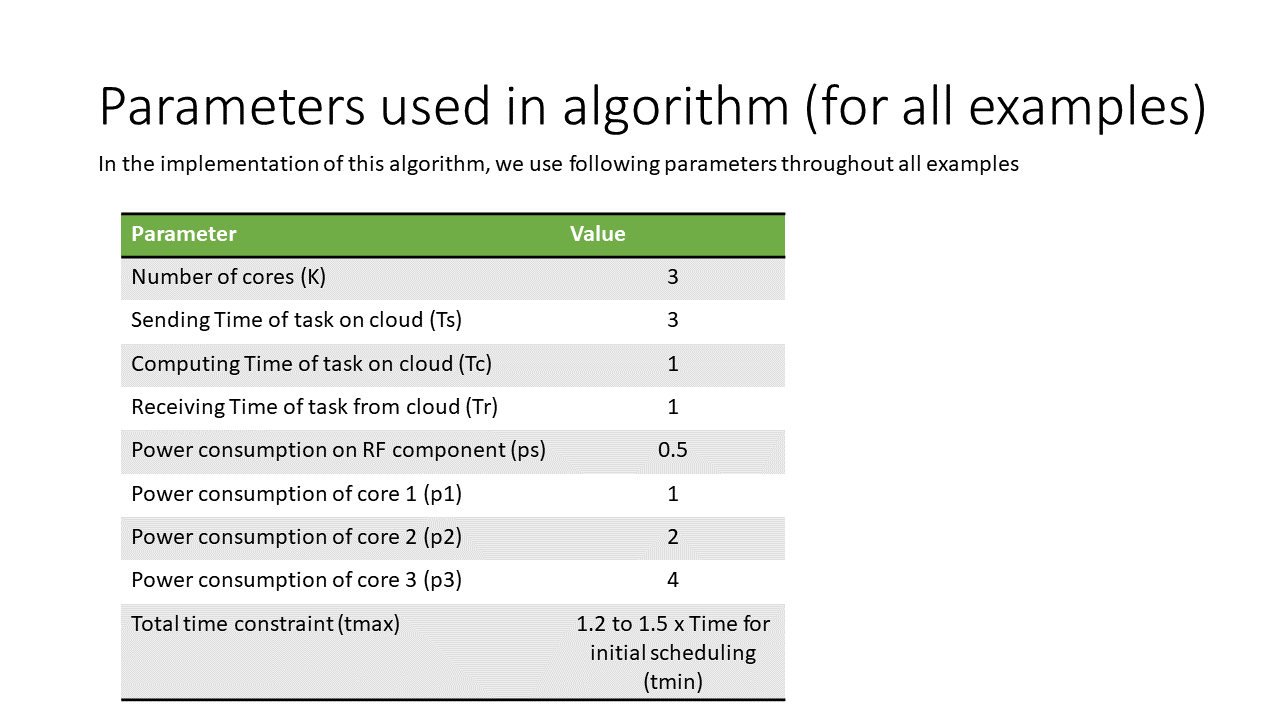 Parameters used in algorithm (for all examples)
In the implementation of this algorithm, we use following parameters throughout all examples
Parameter Value
Number of cores (K) 3
Sending Time of task on cloud (Ts) 3
Computing Time of task on cloud (Tc) 1
Receiving Time of task from cloud (Tr) 1
Power consumption on RF component (ps) 0.5
Power consumption of core 1 (p1) 1
Power consumption of core 2 (p2) 2
Power consumption of core 3 (p3) 4
Total time constraint (tmax) 1.2 to 1.5 x Time for
initial scheduling
(tmin)